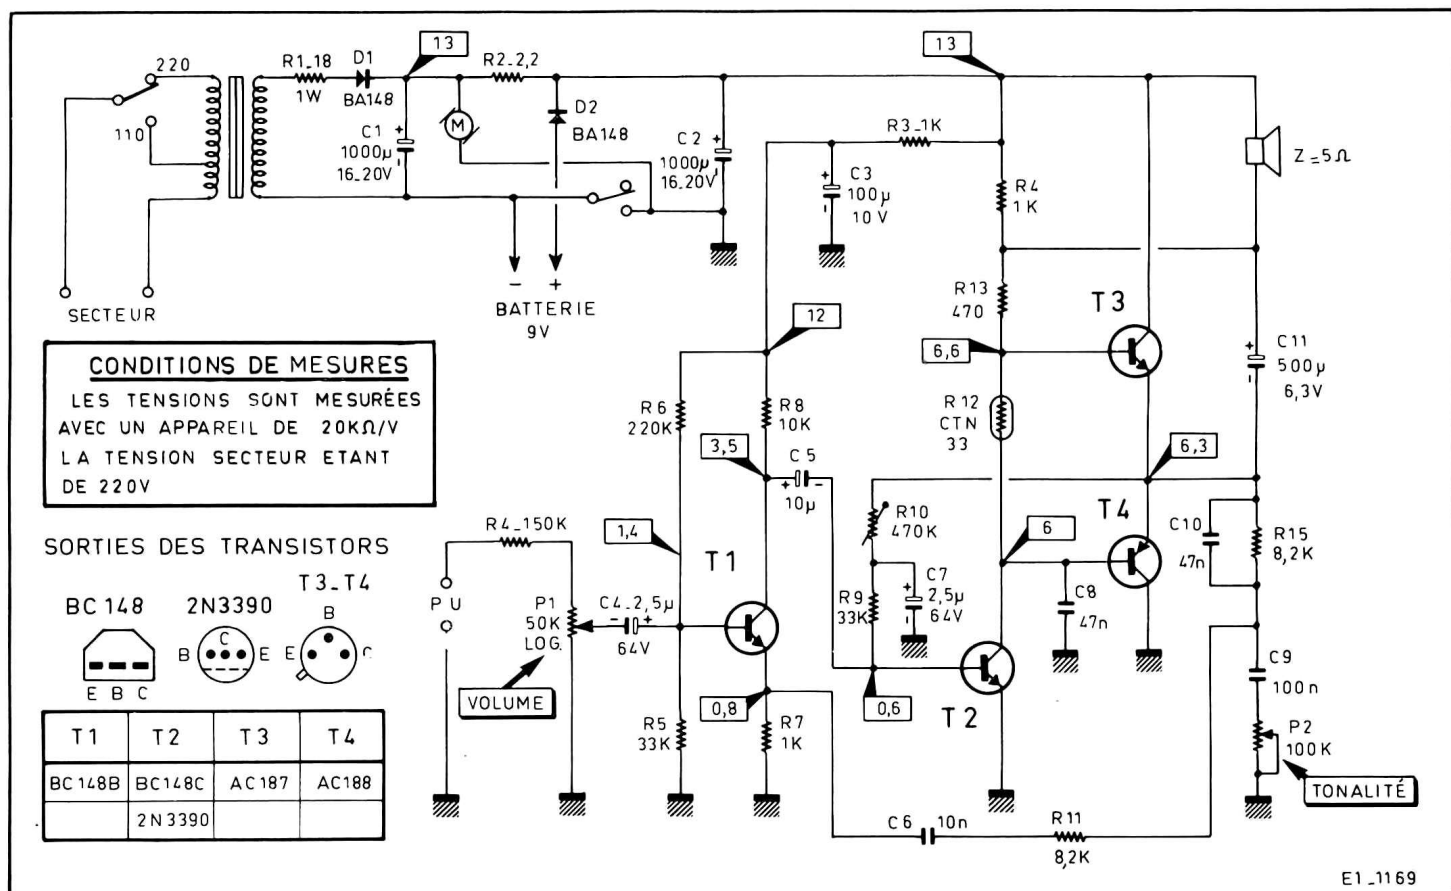 220
110
SECTEUR
R1_18
1W
D1
BA148
13
R2_2,2
C1
1000µ
16_20V
M
D2
BA148
C2
1000µ
16_20V
BATTERIE
9V
13
R3_1K
C3
100µ
10V
R4
1K
Z=5Ω
R13
470
T3
C11
500µ
6,3V
12
6,6
R12
CTN
33
6,3
CONDITIONS DE MESURES
LES TENSIONS SONT MESURÉES
AVEC UN APPAREIL DE 20KΩ/V
LA TENSION SECTEUR ETANT
DE 220V
R6
220K
R8
10K
3,5
C5
10µ
R10
470K
6
T4
C10
47n
R15
8,2K
R4_150K
1,4
T1
PU
P1
50K
LOG.
C4_2,5µ
64V
VOLUME
R9
33K
C7
2,5µ
64V
C8
47n
0,8
0,6
T2
R5
33K
R7
1K
C9
100n
P2
100K
TONALITÉ
C6
10n
R11
8,2K
SORTIES DES TRANSISTORS
BC148
2N3390
T3_T4
E B C
B C E
B
E C
T1 T2 T3 T4
BC148B BC148C AC187 AC188
2N3390
E1_1169